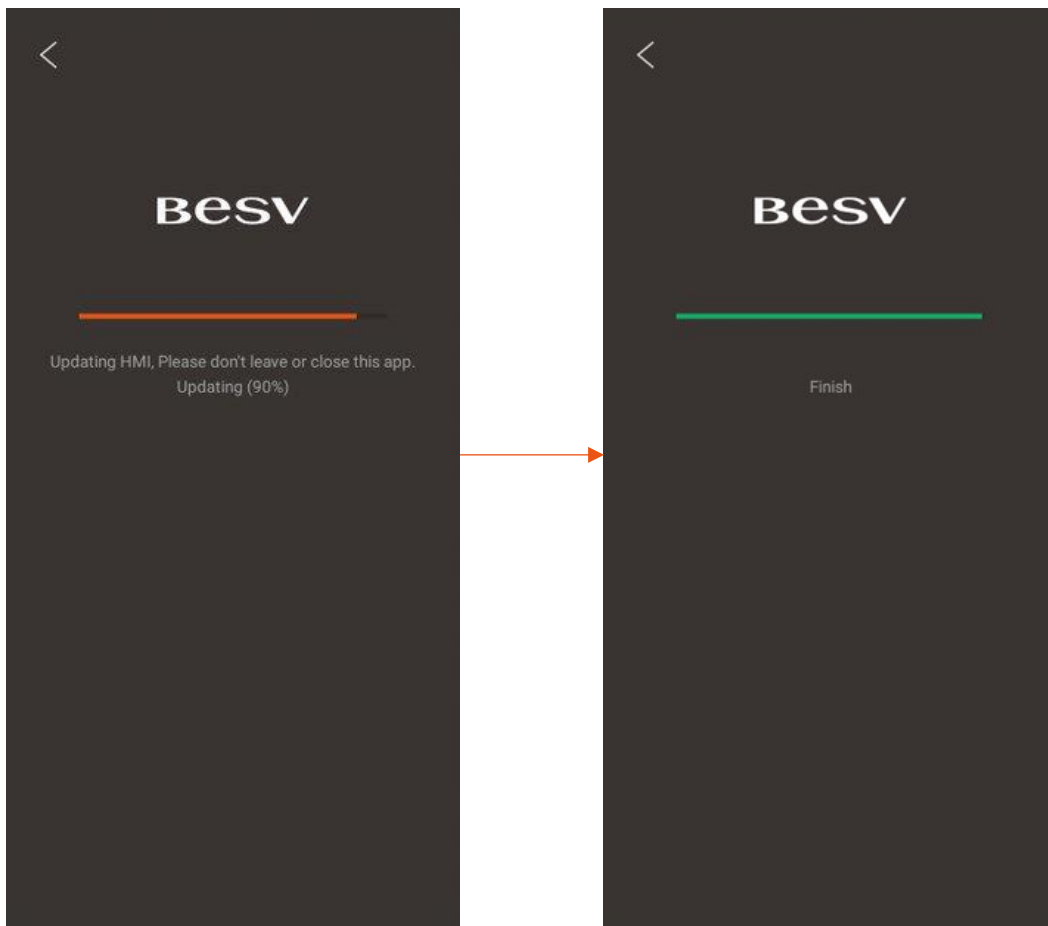 BESV
Updating HMI, Please don't leave or close this app.
Updating (90%)
BESV
Finish